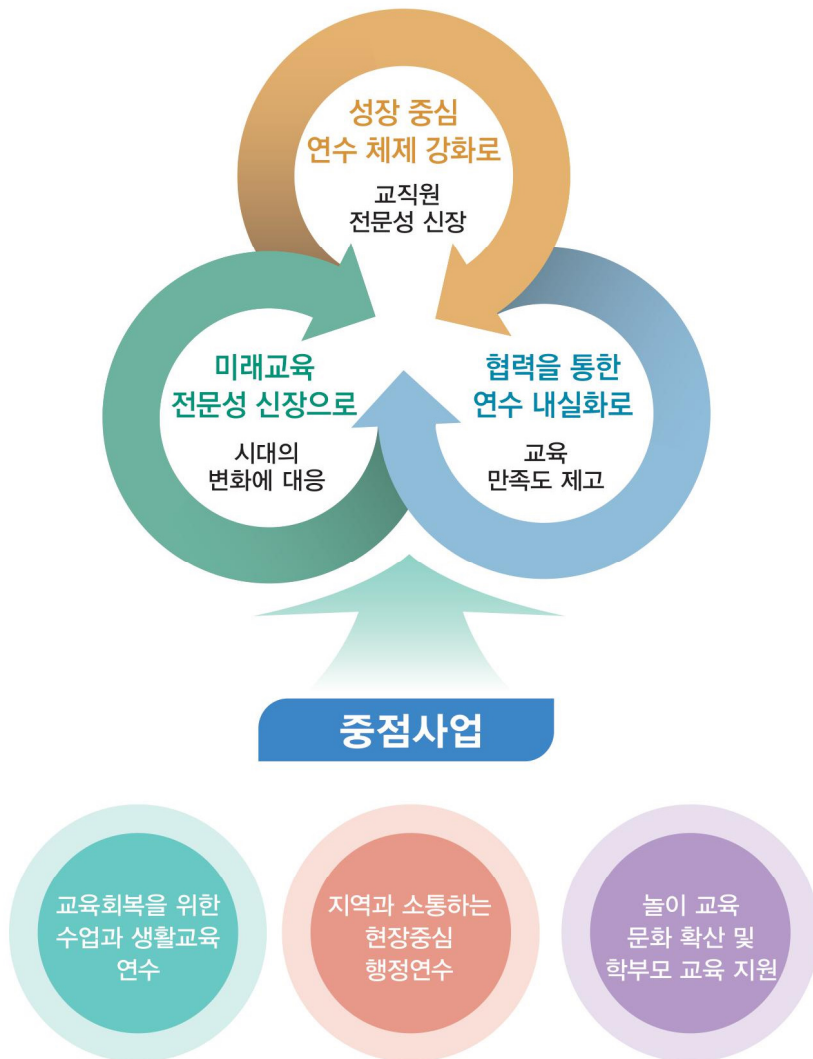 성장 중심
연수 체제 강화로
교직원
전문성 신장
미래교육
전문성 신장으로
시대의
변화에 대응
협력을 통한
연수 내실화로
교육
만족도 제고
중점사업
교육회복을 위한
수업과 생활교육
연수
지역과 소통하는
현장중심
행정연수
놀이 교육
문화 확산 및
학부모 교육 지원